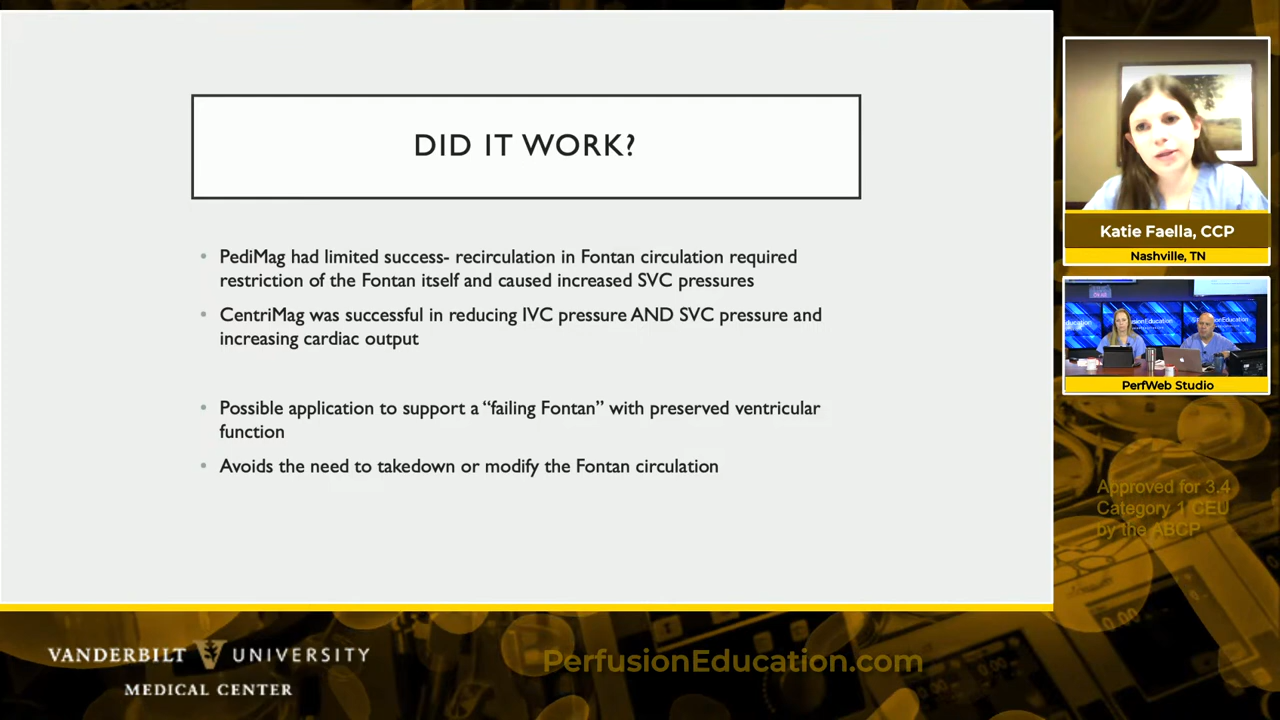 DID IT WORK?
• PediMag had limited success- recirculation in Fontan circulation required
restriction of the Fontan itself and caused increased SVC pressures
• CentriMag was successful in reducing IVC pressure AND SVC pressure and
increasing cardiac output
• Possible application to support a “failing Fontan” with preserved ventricular
function
• Avoids the need to takedown or modify the Fontan circulation
Katie Faella, CCP
Nashville, TN
PerfWeb Studio
Approved for 3.4
Category 1 CEU
by the ABCP
VANDERBILT UNIVERSITY
MEDICAL CENTER
PerfusionEducation.com